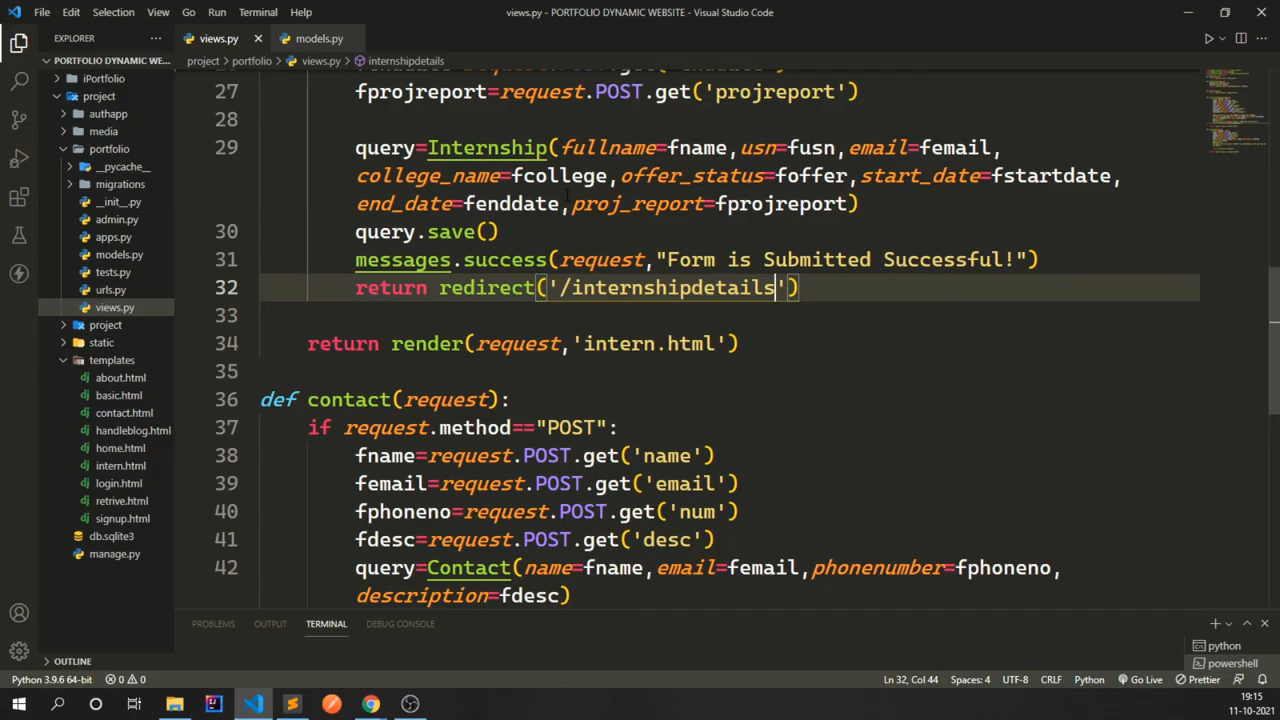 File Edit Selection View Go Run Terminal Help
views.py - PORTFOLIO DYNAMIC WEBSITE - Visual Studio Code
EXPLORER
PORTFOLIO DYNAMIC WE...
iPortfolio
project
authapp
media
portfolio
__pycache__
migrations
__init__.py
admin.py
apps.py
models.py
tests.py
urls.py
views.py
project
static
templates
about.html
basic.html
contact.html
handleblog.html
home.html
intern.html
login.html
retrive.html
signup.html
db.sqlite3
manage.py
OUTLINE
views.py
models.py
project > portfolio > views.py > internshipdetails
27 fprojreport=request.POST.get('projreport')
28
29 query=Internship(fullname=fname,usn=fusn,email=femail,
college_name=fcollege,offer_status=foffer,start_date=fstartdate,
end_date=fenddate,proj_report=fprojreport)
30 query.save()
31 messages.success(request,"Form is Submitted Successful!")
32 return redirect('/internshipdetails')
33
34 return render(request,'intern.html')
35
36 def contact(request):
37 if request.method=="POST":
38 fname=request.POST.get('name')
39 femail=request.POST.get('email')
40 fphoneno=request.POST.get('num')
41 fdesc=request.POST.get('desc')
42 query=Contact(name=fname,email=femail,phonenumber=fphoneno,
description=fdesc)
PROBLEMS OUTPUT TERMINAL DEBUG CONSOLE
python
powershell
Python 3.9.6 64-bit 0 0
Ln 32, Col 44 Spaces: 4 UTF-8 CRLF Python Go Live Prettier
19:15
11-10-2021